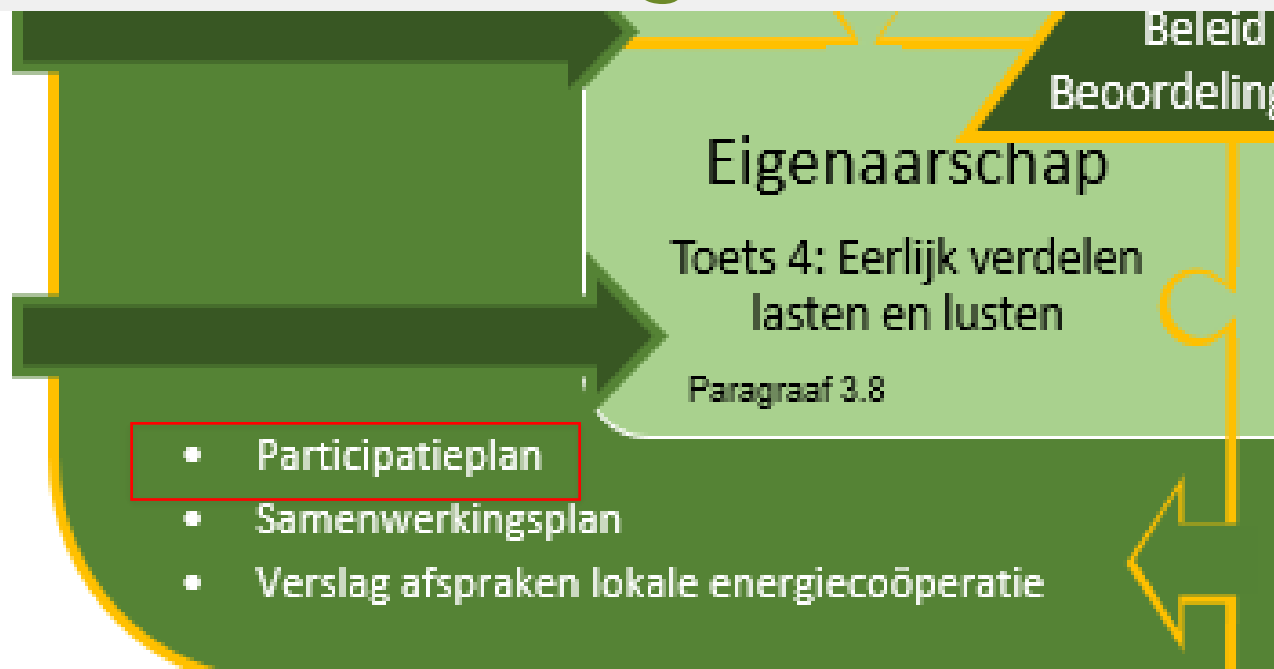 Beleid
Beoordeling
Eigenaarschap
Toets 4: Eerlijk verdelen
lasten en lusten
Paragraaf 3.8
• Participatieplan
• Samenwerkingsplan
• Verslag afspraken lokale energiecoöperatie